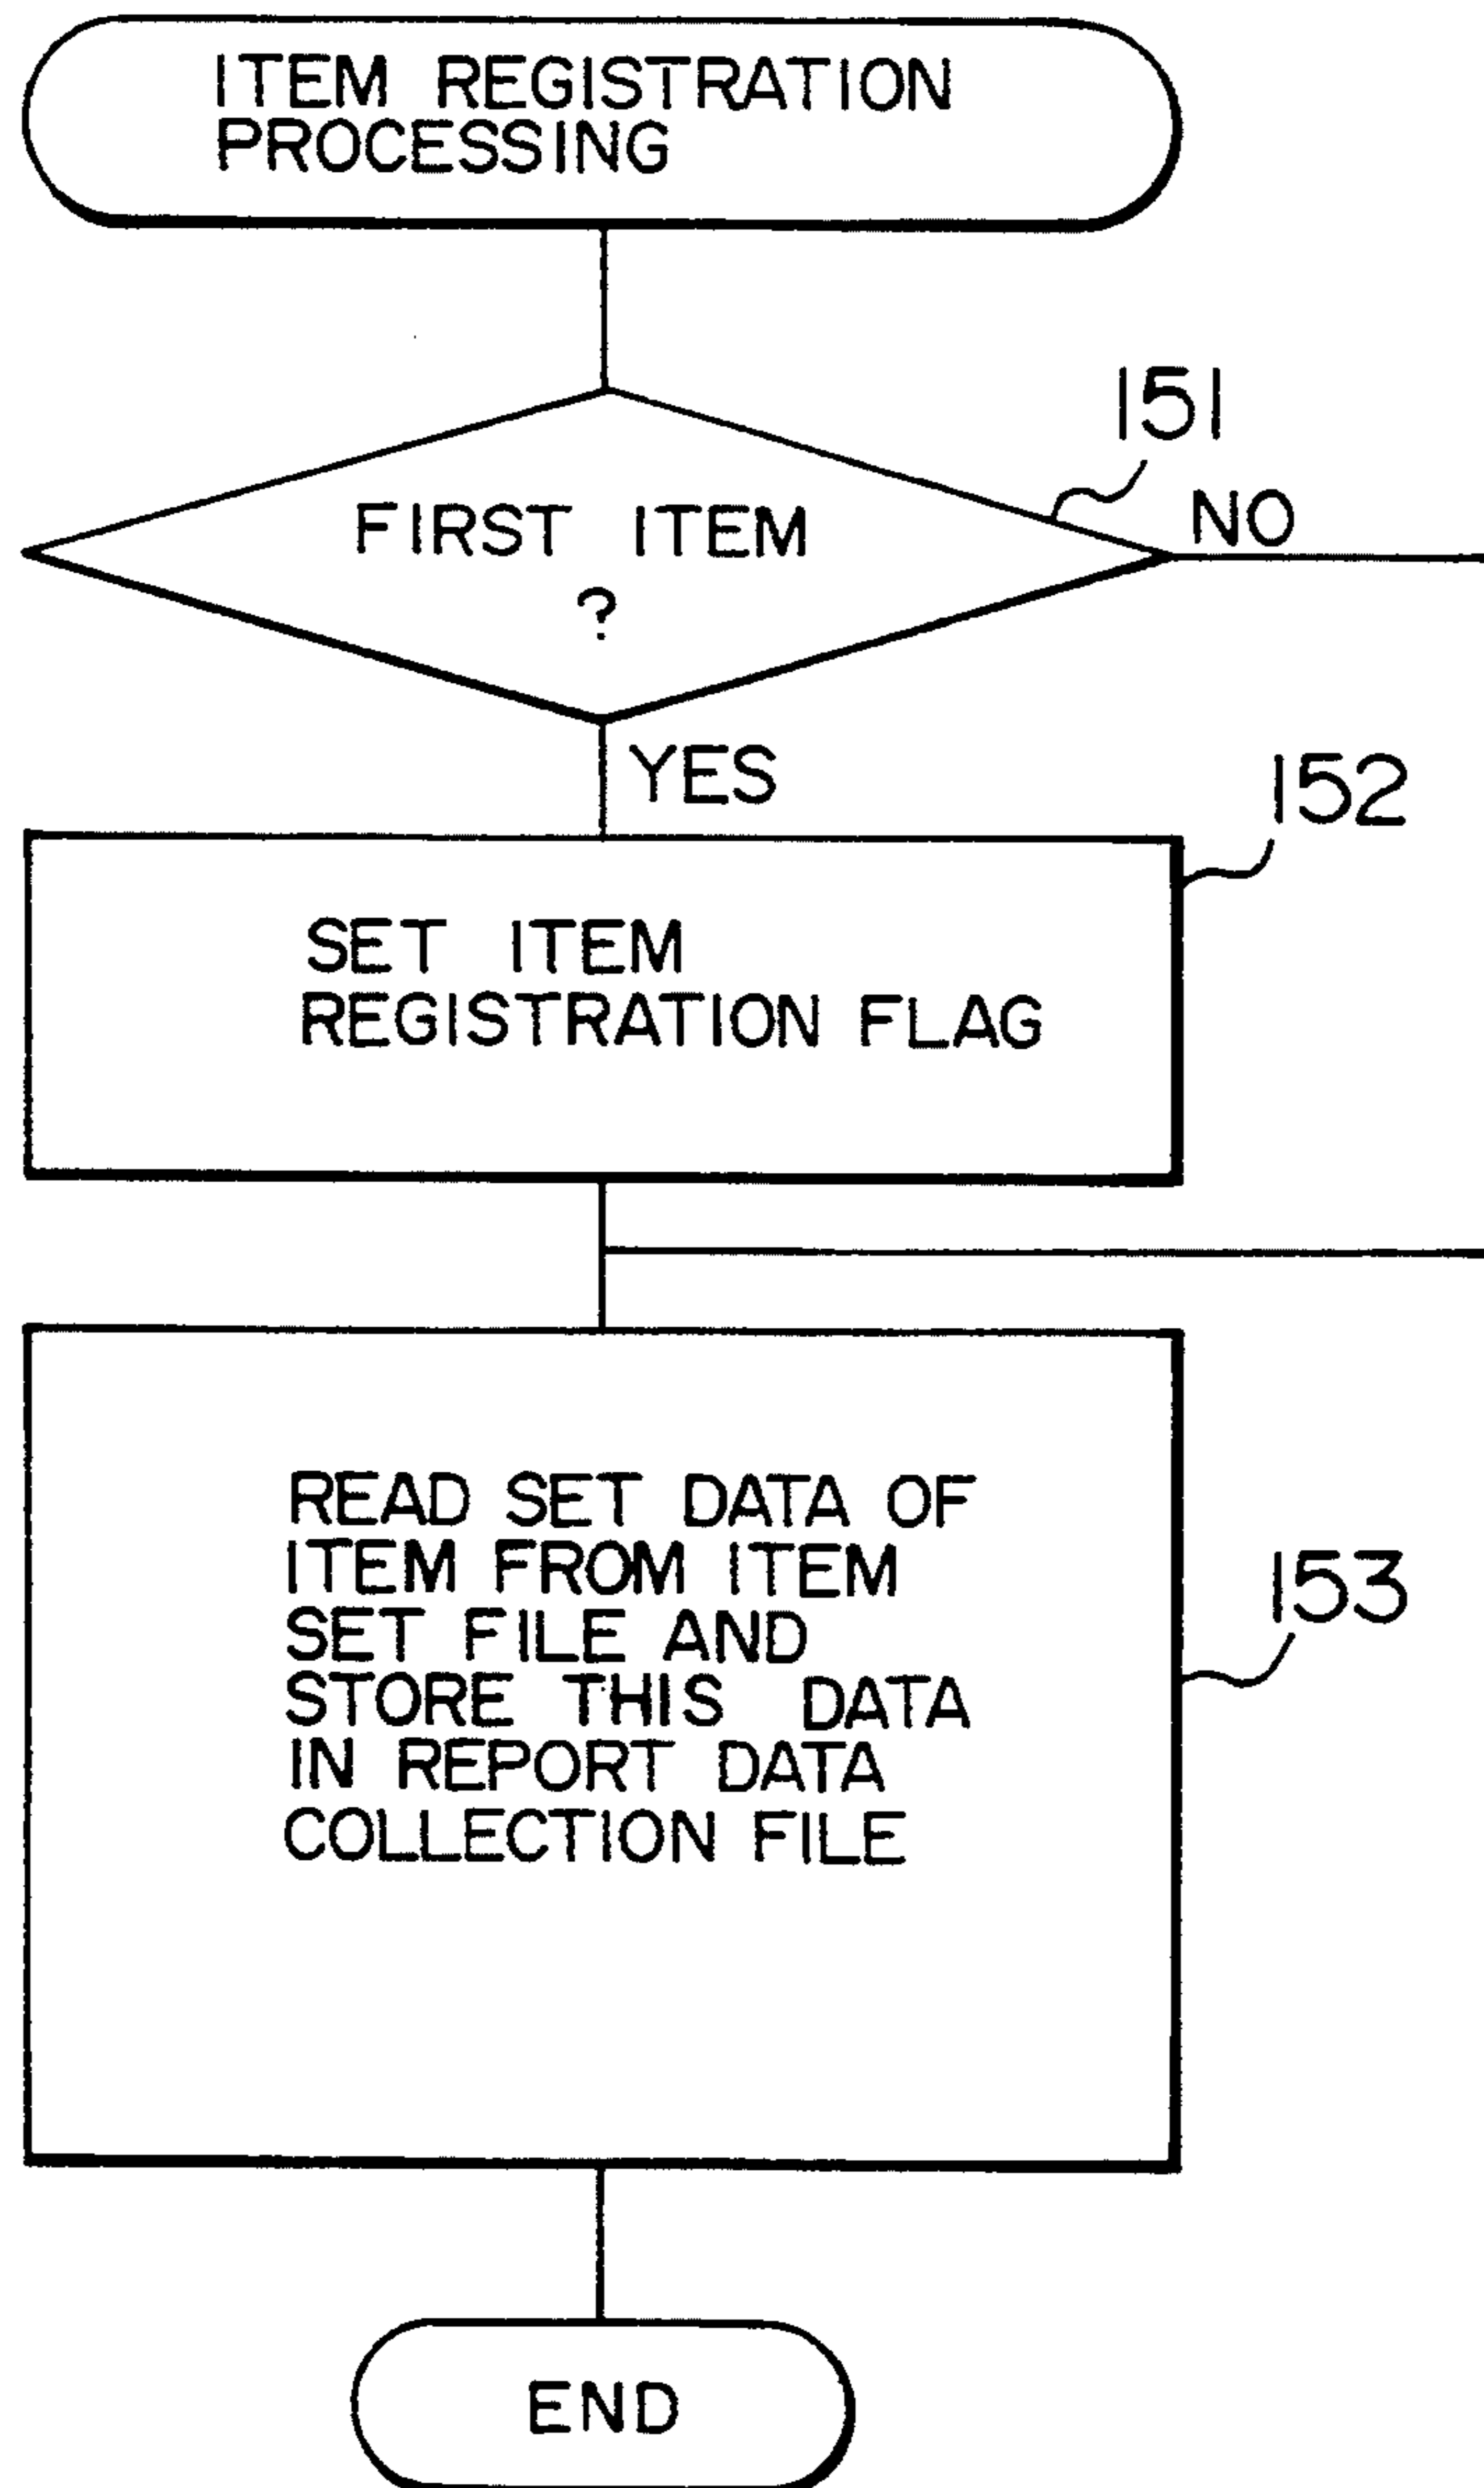 ITEM REGISTRATION
PROCESSING
151
FIRST ITEM
?
NO
YES
152
SET ITEM
REGISTRATION FLAG
READ SET DATA OF
ITEM FROM ITEM
SET FILE AND
STORE THIS DATA
IN REPORT DATA
COLLECTION FILE
153
END